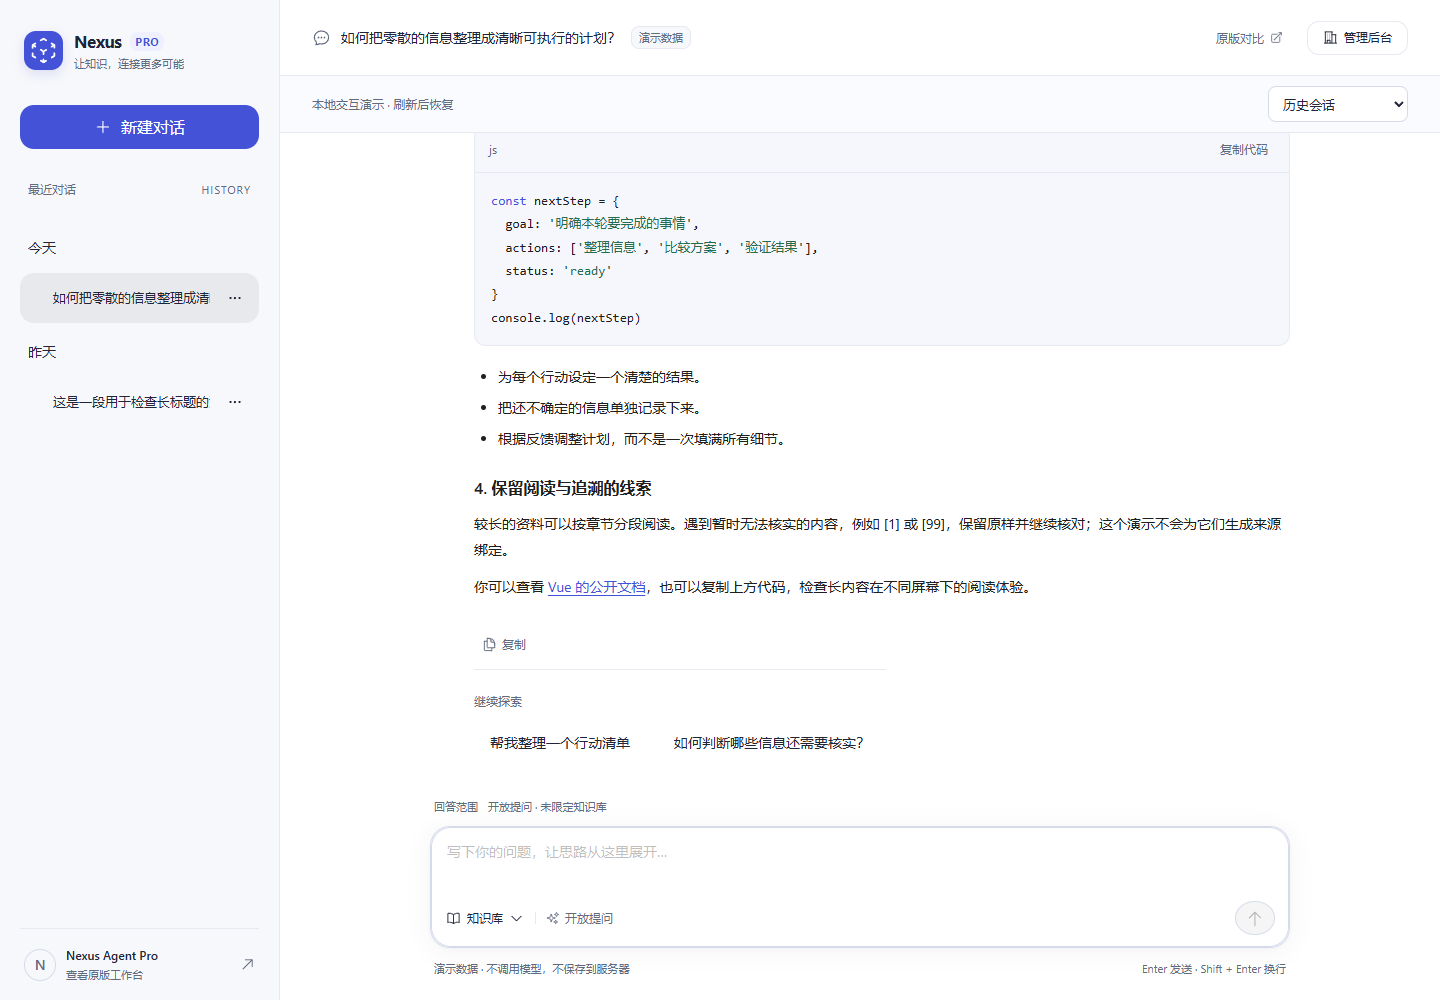 Nexus PRO
让知识，连接更多可能
新建对话
最近对话 HISTORY
今天
如何把零散的信息整理成清
昨天
这是一段用于检查长标题的
Nexus Agent Pro
查看原版工作台
N
如何把零散的信息整理成清晰可执行的计划？ 演示数据
原版对比 管理后台
本地交互演示 · 刷新后恢复 历史会话
js 复制代码
const nextStep = {
  goal: '明确本轮要完成的事情',
  actions: ['整理信息', '比较方案', '验证结果'],
  status: 'ready'
}
console.log(nextStep)
为每个行动设定一个清楚的结果。
把还不确定的信息单独记录下来。
根据反馈调整计划，而不是一次填满所有细节。
4. 保留阅读与追溯的线索
较长的资料可以按章节分段阅读。遇到暂时无法核实的内容，例如 [1] 或 [99]，保留原样并继续核对；这个演示不会为它们生成来源
绑定。
你可以查看 Vue 的公开文档，也可以复制上方代码，检查长内容在不同屏幕下的阅读体验。
复制
继续探索
帮我整理一个行动清单 如何判断哪些信息还需要核实？
回答范围 开放提问 · 未限定知识库
写下你的问题，让思路从这里展开...
知识库 开放提问
演示数据 · 不调用模型，不保存到服务器 Enter 发送 · Shift + Enter 换行